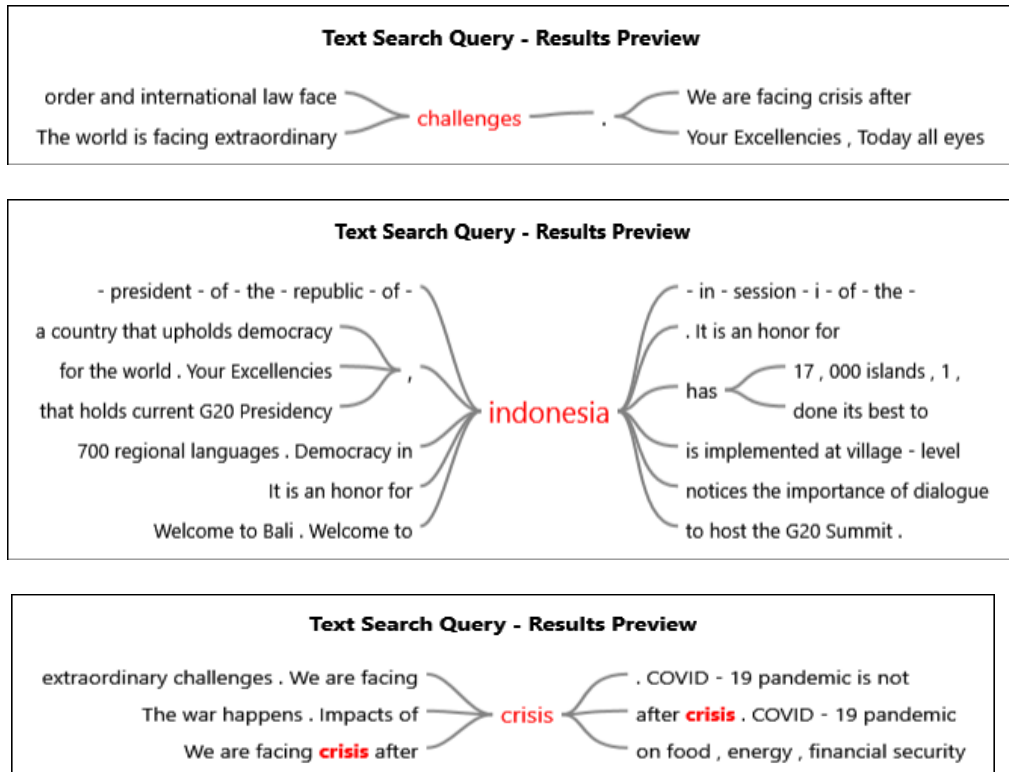 Text Search Query - Results Preview
order and international law face
The world is facing extraordinary
challenges
.
We are facing crisis after
Your Excellencies , Today all eyes
Text Search Query - Results Preview
- president - of - the - republic - of -
a country that upholds democracy
for the world . Your Excellencies
that holds current G20 Presidency
,
700 regional languages . Democracy in
It is an honor for
Welcome to Bali . Welcome to
indonesia
- in - session - i - of - the -
. It is an honor for
has
17 , 000 islands , 1 ,
done its best to
is implemented at village - level
notices the importance of dialogue
to host the G20 Summit .
Text Search Query - Results Preview
extraordinary challenges . We are facing
The war happens . Impacts of
We are facing crisis after
crisis
. COVID - 19 pandemic is not
after crisis . COVID - 19 pandemic
on food , energy , financial security